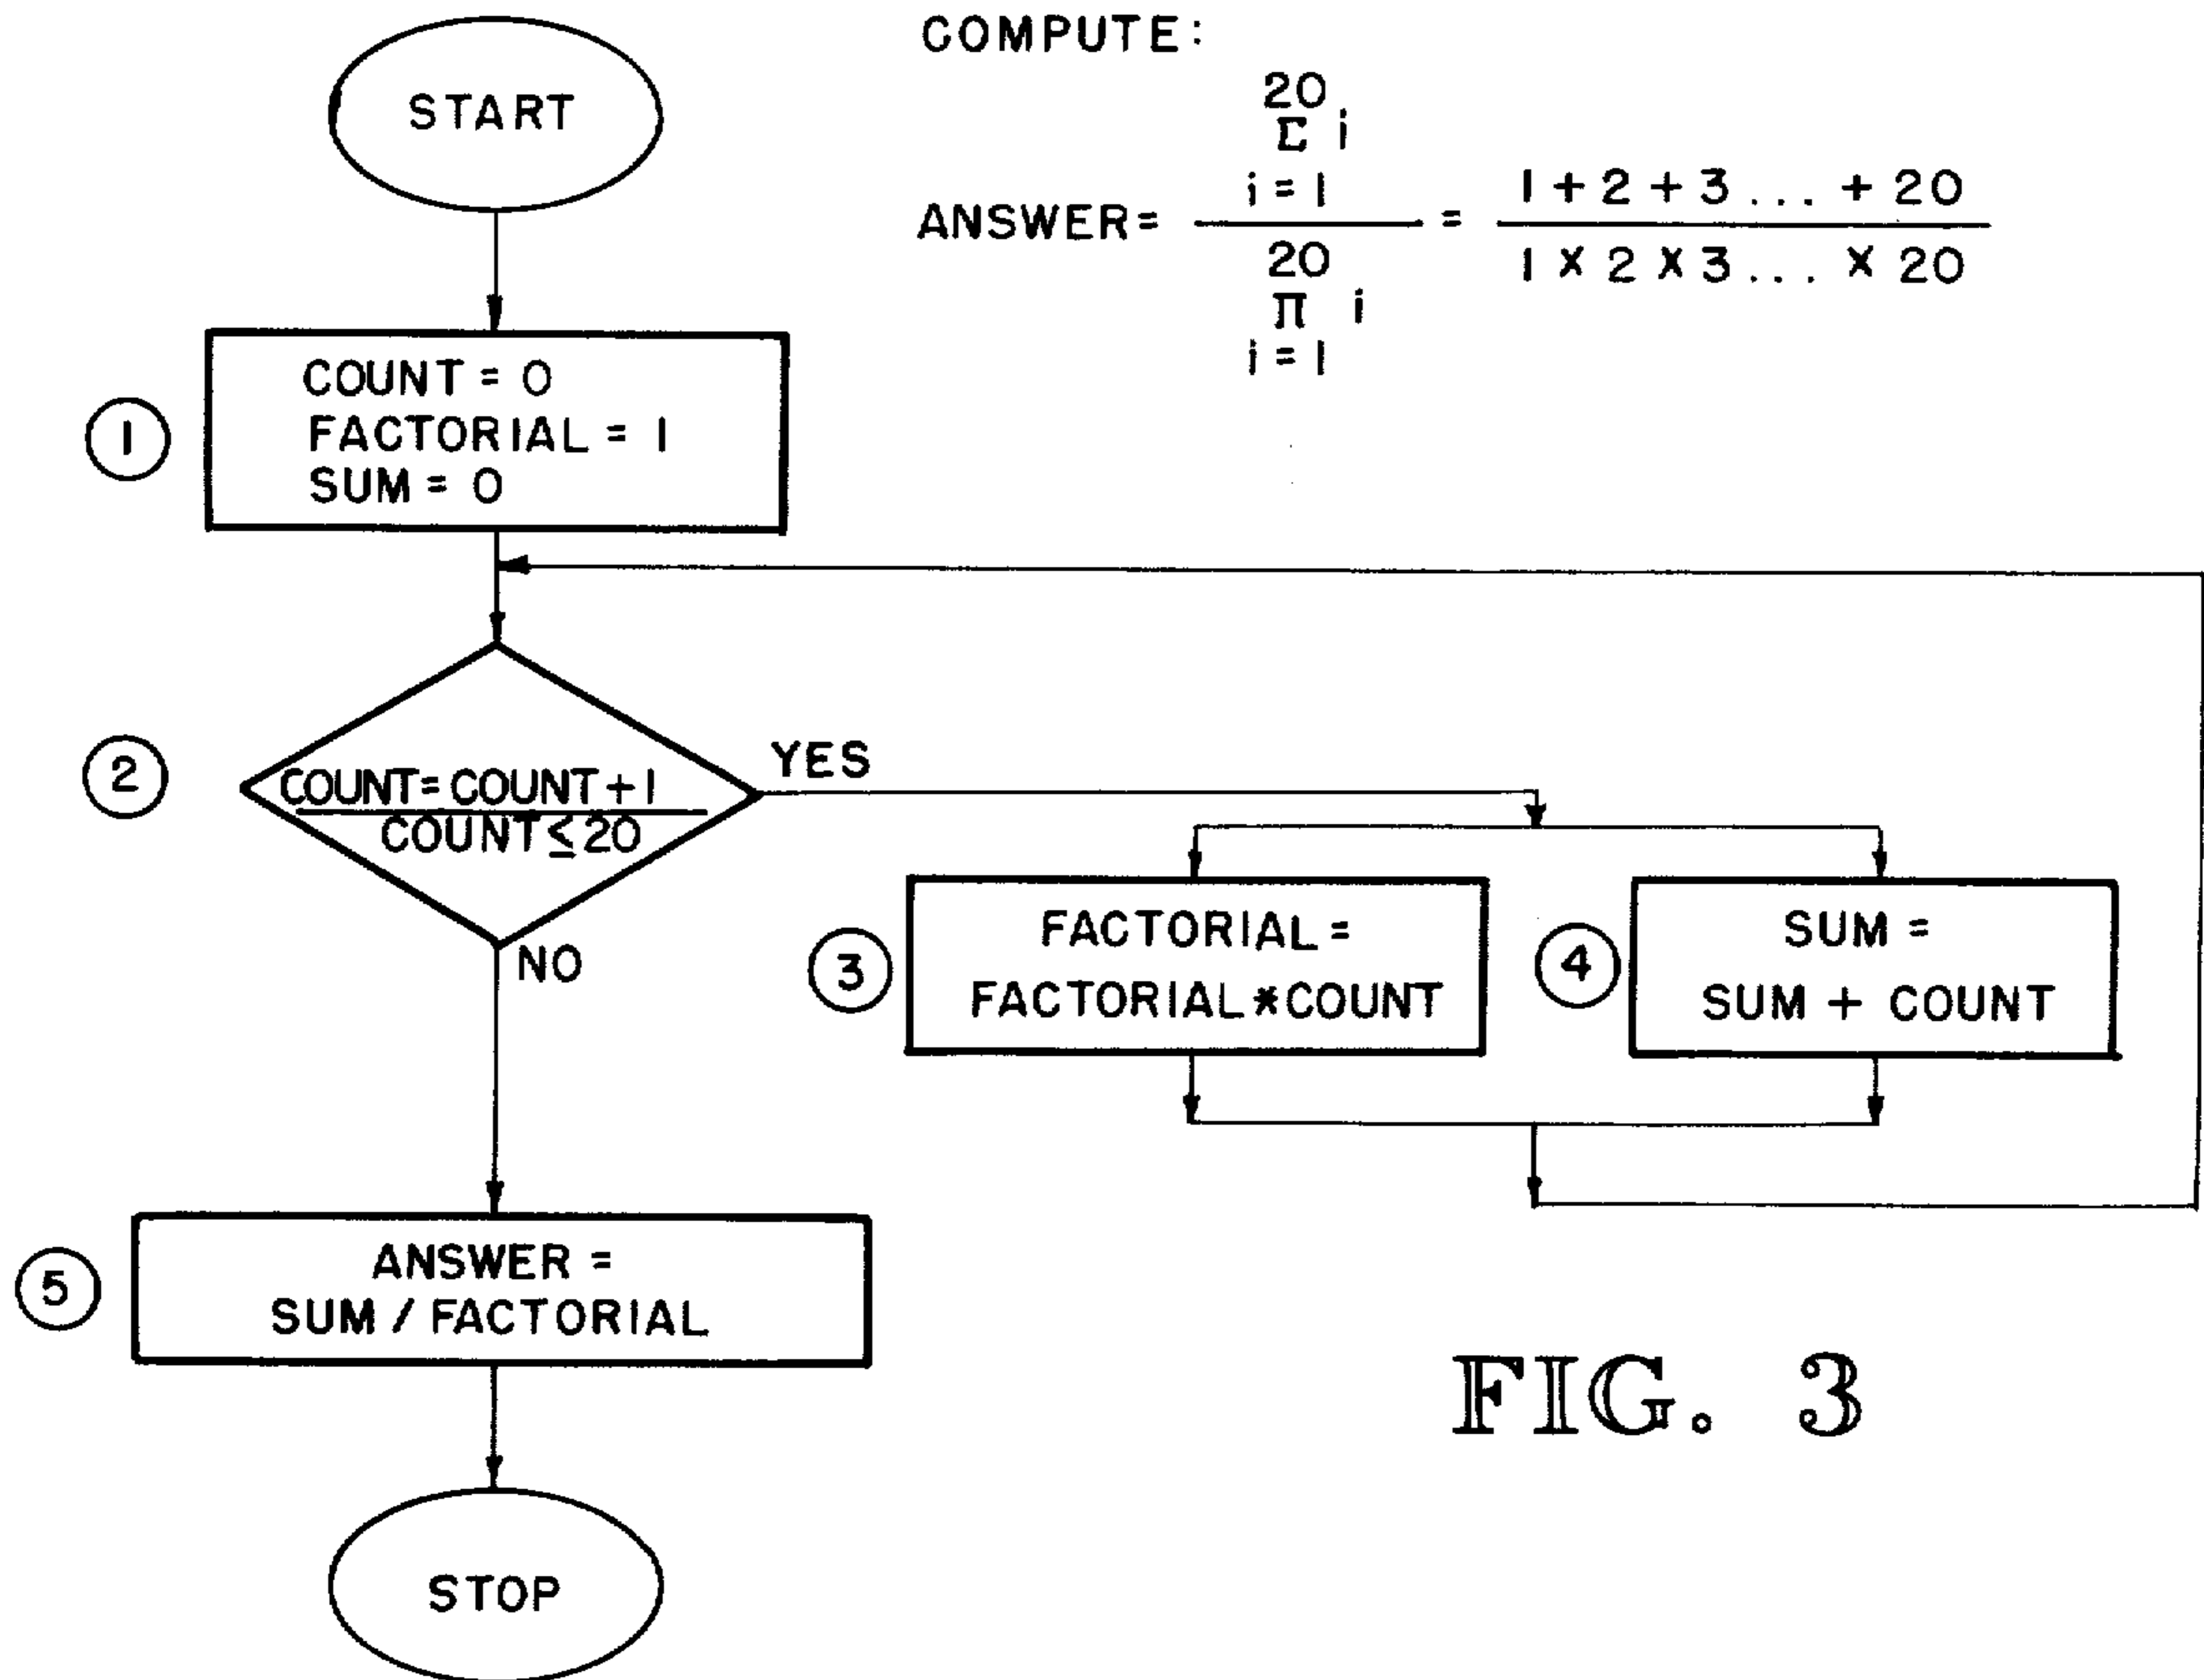 COMPUTE:
20
Σ i
i = 1
ANSWER = = 1 + 2 + 3 ... + 20
20
1 X 2 X 3 ... X 20
Π i
i = 1
START
1
COUNT = 0
FACTORIAL = 1
SUM = 0
2
COUNT = COUNT + 1
COUNT ≤ 20
YES
NO
3
FACTORIAL =
FACTORIAL * COUNT
4
SUM =
SUM + COUNT
5
ANSWER =
SUM / FACTORIAL
STOP
FIG. 3